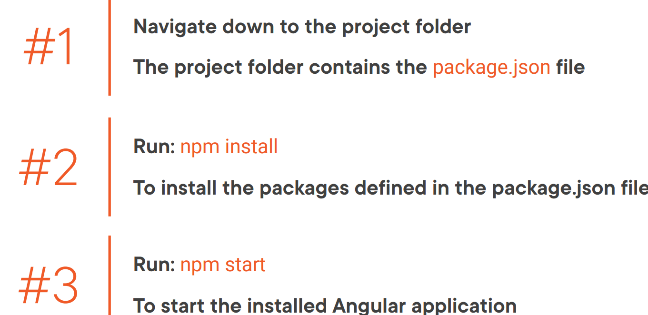 #1
Navigate down to the project folder
The project folder contains the package.json file
#2
Run: npm install
To install the packages defined in the package.json file
#3
Run: npm start
To start the installed Angular application